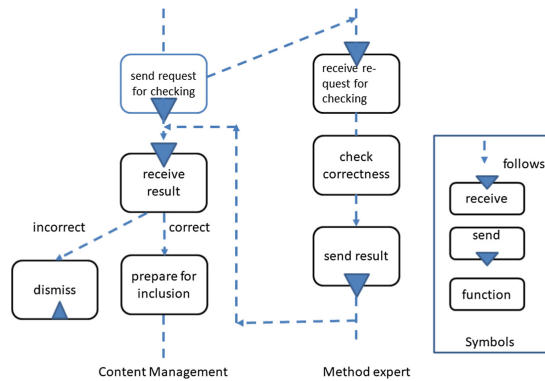 send request
for checking
receive re-
quest for
checking
receive
result
check
correctness
incorrect
correct
dismiss
prepare for
inclusion
send result
follows
receive
send
function
Symbols
Content Management
Method expert